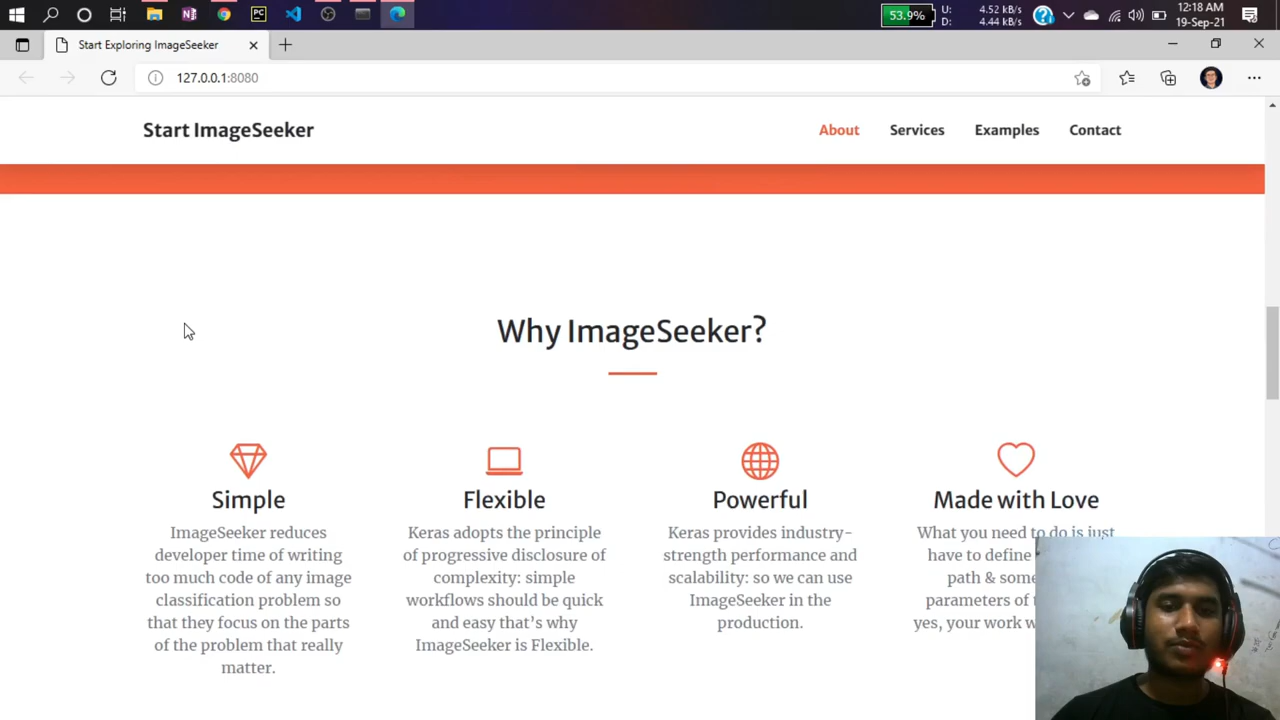 53.9%
U: 4.52 kB/s
D: 4.44 kB/s
12:18 AM
19-Sep-21
Start Exploring ImageSeeker
127.0.0.1:8080
Start ImageSeeker
About Services Examples Contact
Why ImageSeeker?
Simple
ImageSeeker reduces
developer time of writing
too much code of any image
classification problem so
that they focus on the parts
of the problem that really
matter.
Flexible
Keras adopts the principle
of progressive disclosure of
complexity: simple
workflows should be quick
and easy that's why
ImageSeeker is Flexible.
Powerful
Keras provides industry-
strength performance and
scalability: so we can use
ImageSeeker in the
production.
Made with Love
What you need to do is just
have to define
path & some
parameters of
yes, your work